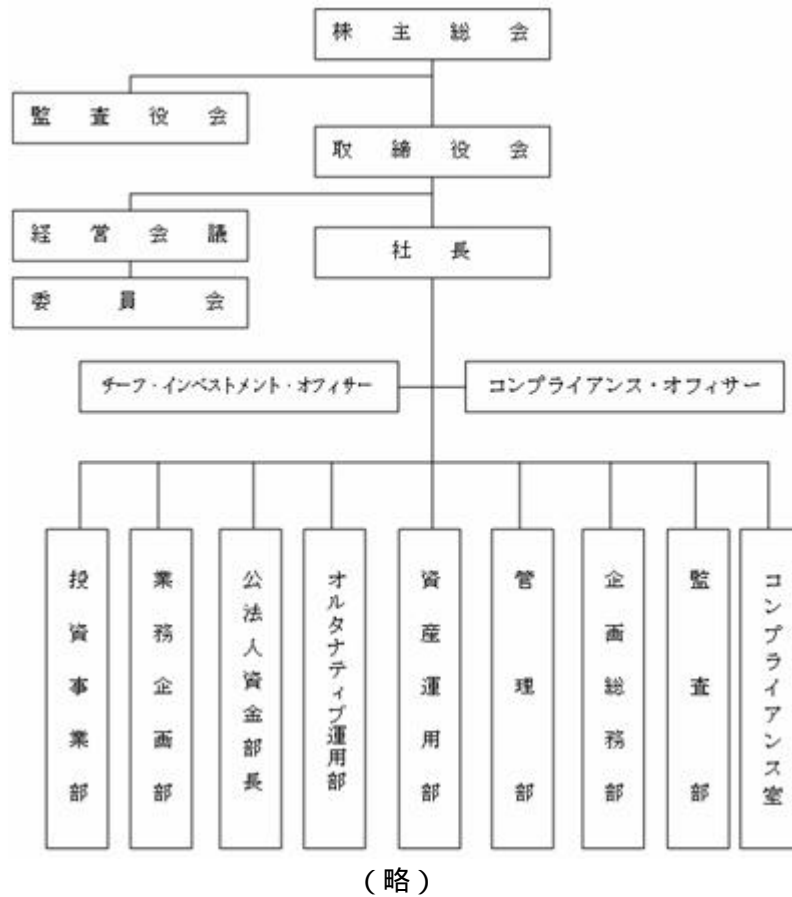 株主総会
監査役会
取締役会
経営会議
社長
委員会
チーフ・インベストメント・オフィサー
コンプライアンス・オフィサー
投資事業部
業務企画部
公法人資金部長
オルタナティブ運用部
資産運用部
管理部
企画総務部
監査部
コンプライアンス室
(略)